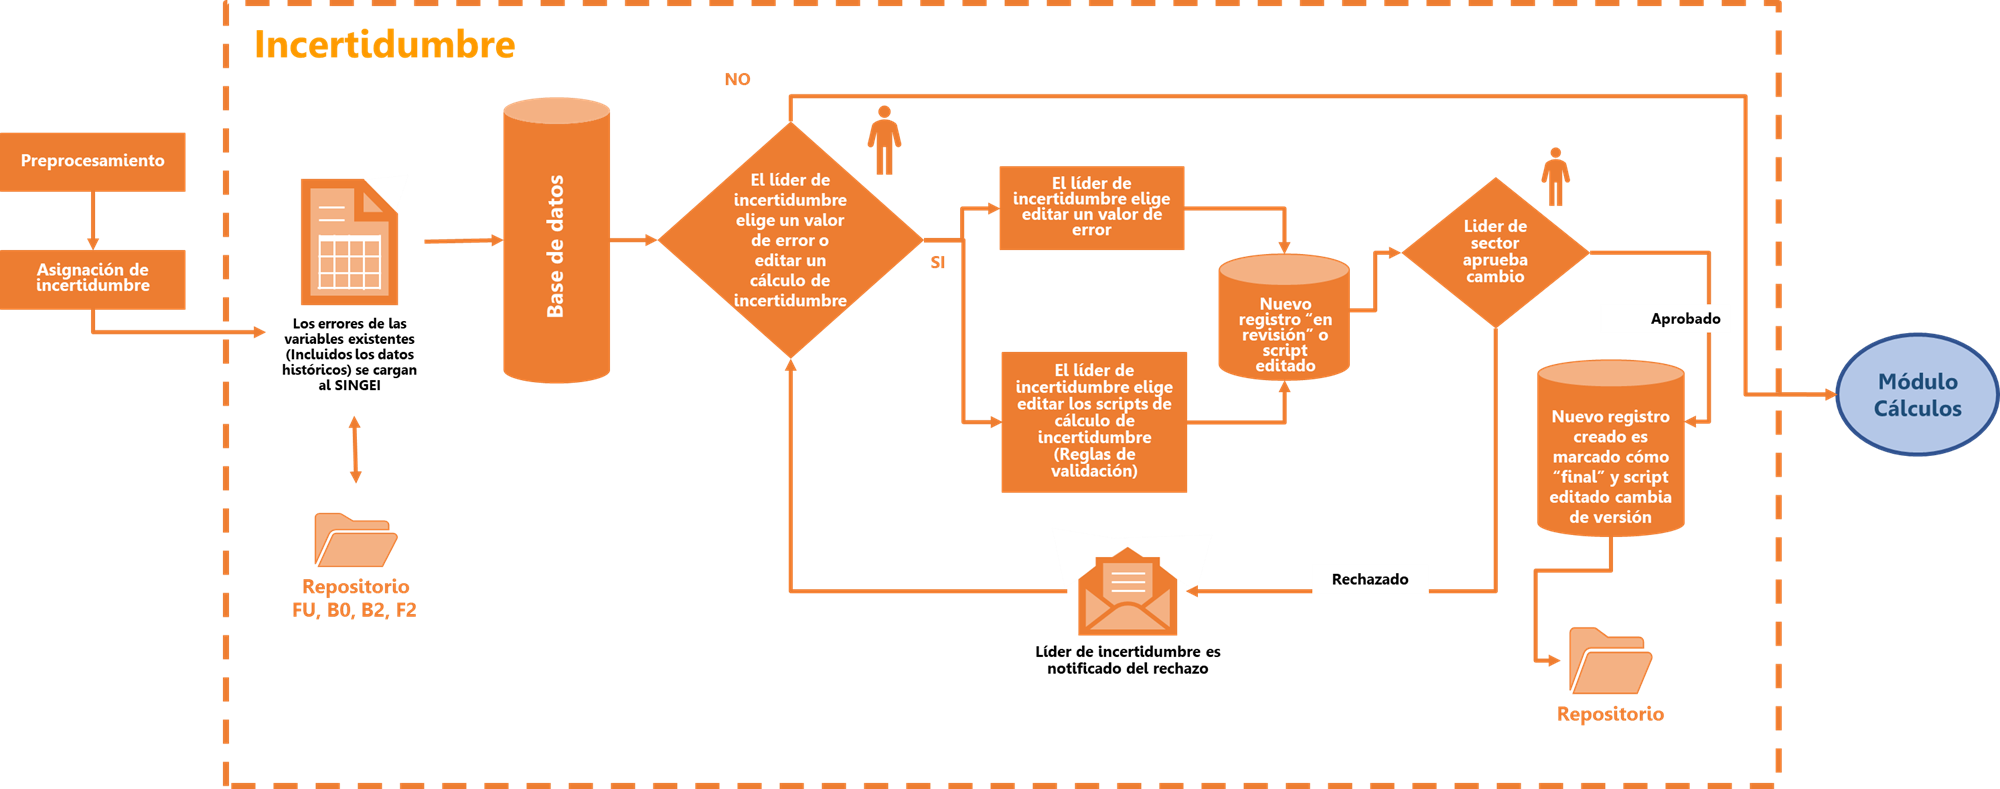 Incertidumbre
Preprocesamiento
Asignación de
incertidumbre
Los errores de las
variables existentes
(Incluidos los datos
históricos) se cargan
al SINGEI
Repositorio
FU, B0, B2, F2
Base de datos
NO
El líder de
incertidumbre
elige un valor
de error o
editar un
cálculo de
incertidumbre
SI
El líder de
incertidumbre elige
editar un valor de
error
El líder de
incertidumbre elige
editar los scripts de
cálculo de
incertidumbre
(Reglas de
validación)
Nuevo
registro “en
revisión” o
script
editado
Lider de
sector
aprueba
cambio
Aprobado
Rechazado
Líder de incertidumbre es
notificado del rechazo
Nuevo registro
creado es
marcado cómo
“final” y script
editado cambia
de versión
Repositorio
Módulo
Cálculos